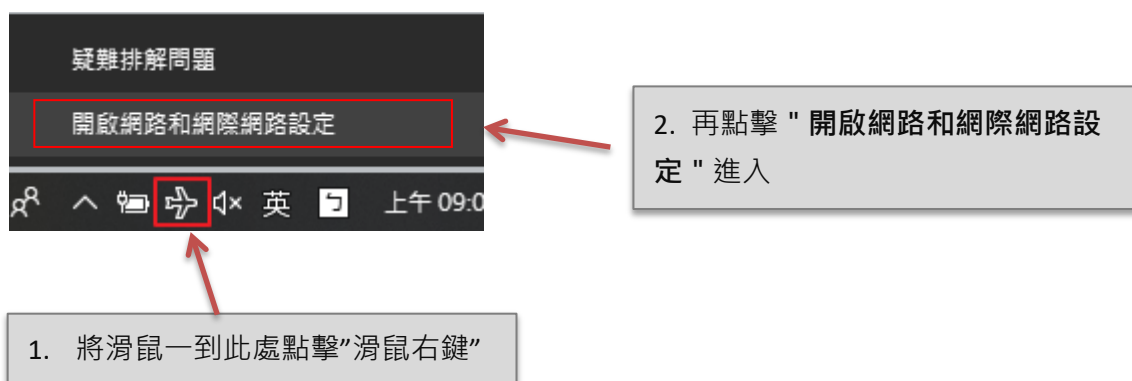 疑難排解問題
開啟網路和網際網路設定
英 ㄅ 上午 09:0
2. 再點擊 " 開啟網路和網際網路設
定 " 進入
1. 將滑鼠一到此處點擊”滑鼠右鍵”